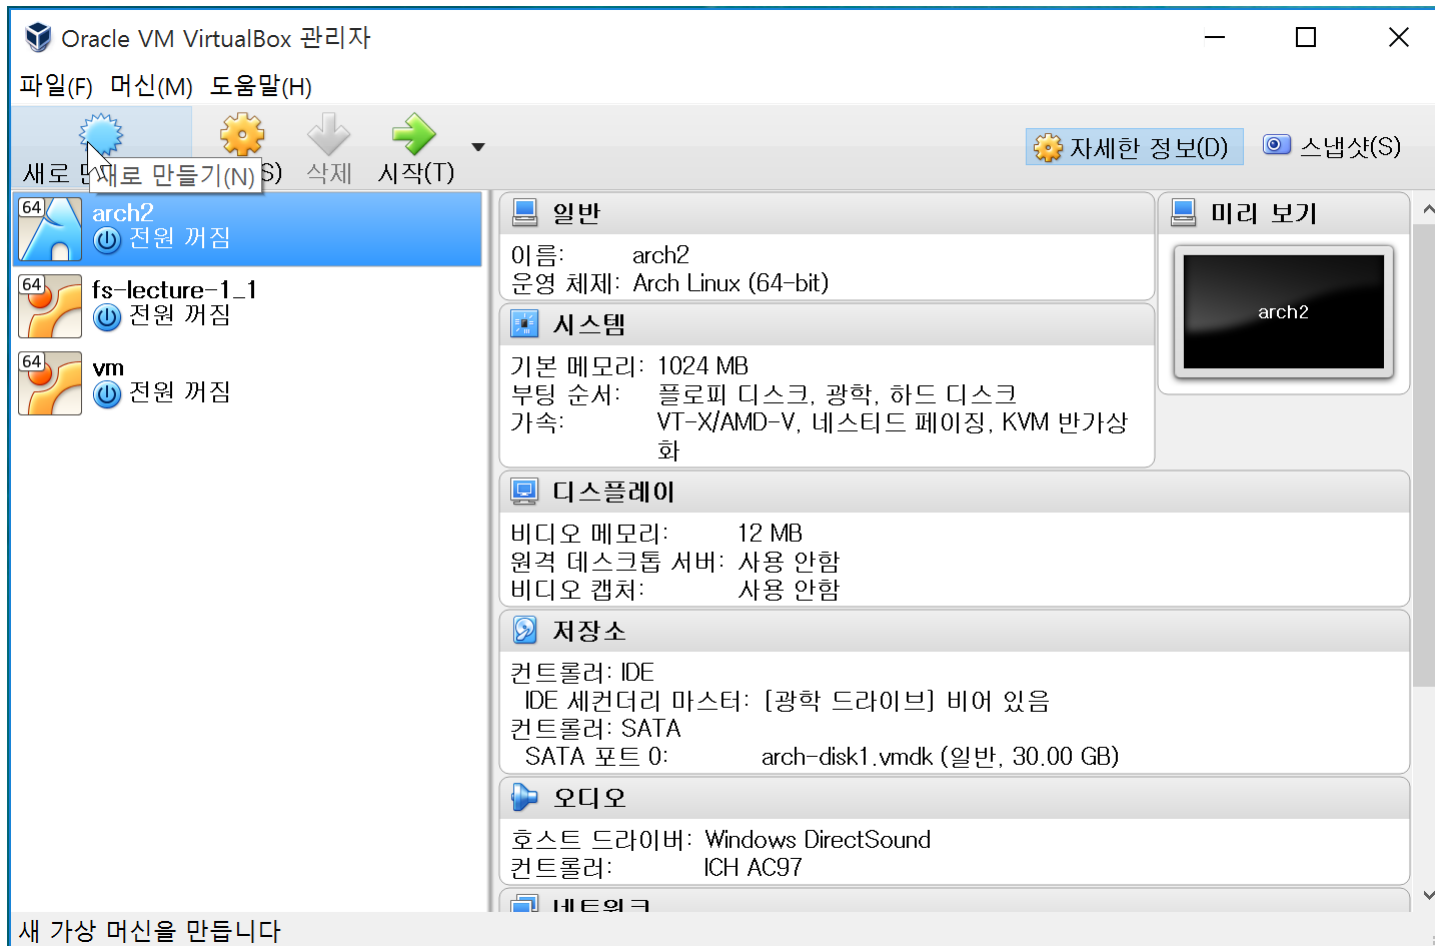 Oracle VM VirtualBox 관리자
파일(F) 머신(M) 도움말(H)
새로 만들기(N)
새로 S) 삭제 시작(T)
자세한 정보(D) 스냅샷(S)
64 arch2
전원 꺼짐
64 fs-lecture-1_1
전원 꺼짐
64 vm
전원 꺼짐
일반
이름: arch2
운영 체제: Arch Linux (64-bit)
시스템
기본 메모리: 1024 MB
부팅 순서: 플로피 디스크, 광학, 하드 디스크
가속: VT-X/AMD-V, 네스티드 페이징, KVM 반가상
화
미리 보기
arch2
디스플레이
비디오 메모리: 12 MB
원격 데스크톱 서버: 사용 안함
비디오 캡처: 사용 안함
저장소
컨트롤러: IDE
IDE 세컨더리 마스터: [광학 드라이브] 비어 있음
컨트롤러: SATA
SATA 포트 0: arch-disk1.vmdk (일반, 30.00 GB)
오디오
호스트 드라이버: Windows DirectSound
컨트롤러: ICH AC97
네트워크
새 가상 머신을 만듭니다